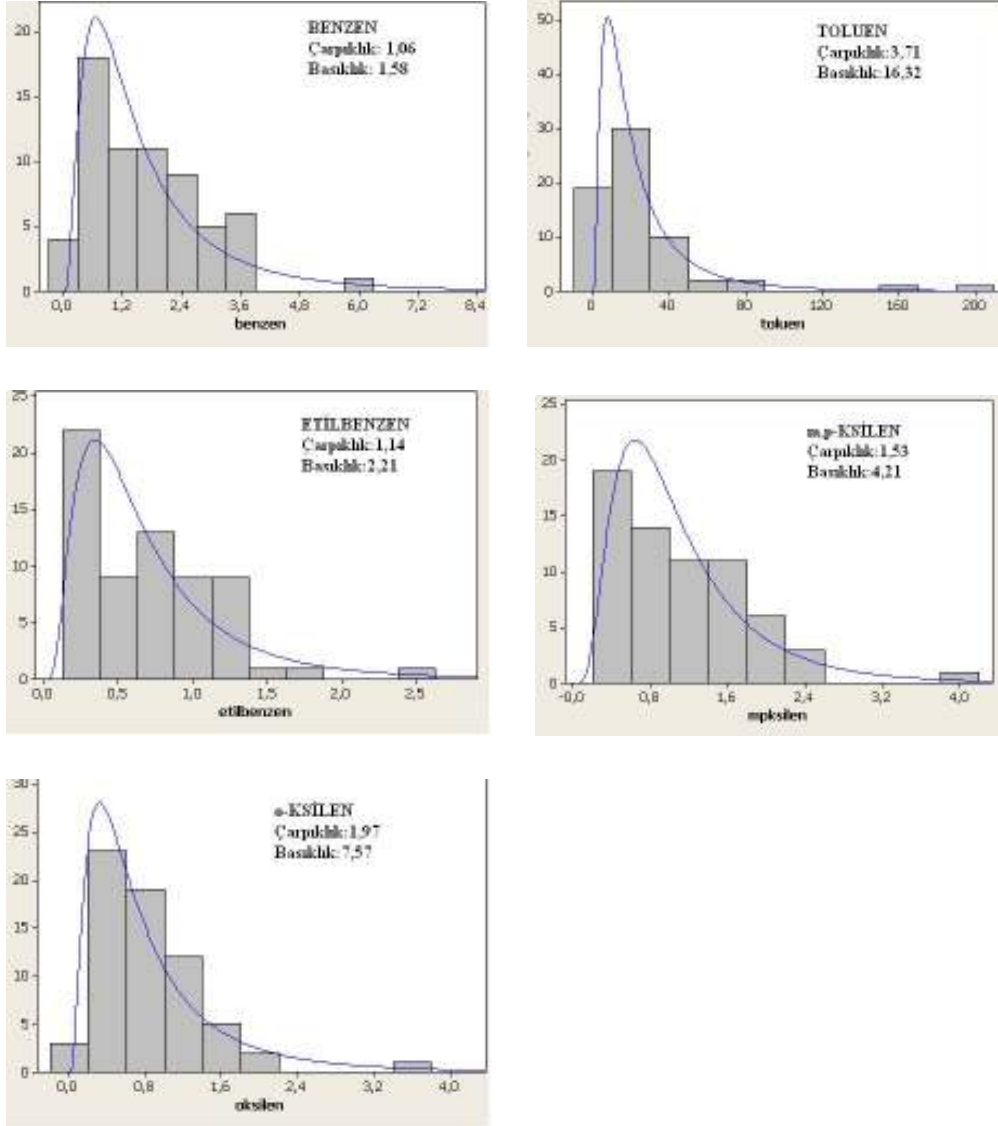 BENZEN
Çarpıklık: 1,06
Basıklık: 1,58
20
15
10
5
0
0,0 1,2 2,4 3,6 4,8 6,0 7,2 8,4
benzen
TOLUEN
Çarpıklık:3,71
Basıklık:16,32
50
40
30
20
10
0
0 40 80 120 160 200
toluen
ETİLBENZEN
Çarpıklık:1,14
Basıklık:2,21
25
20
15
10
5
0
0,0 0,5 1,0 1,5 2,0 2,5
etilbenzen
m,p-KSİLEN
Çarpıklık:1,53
Basıklık:4,21
25
20
15
10
5
0
-0,0 0,8 1,6 2,4 3,2 4,0
mpksilen
o-KSİLEN
Çarpıklık:1,97
Basıklık:7,57
30
25
20
15
10
5
0
0,0 0,8 1,6 2,4 3,2 4,0
oksilen